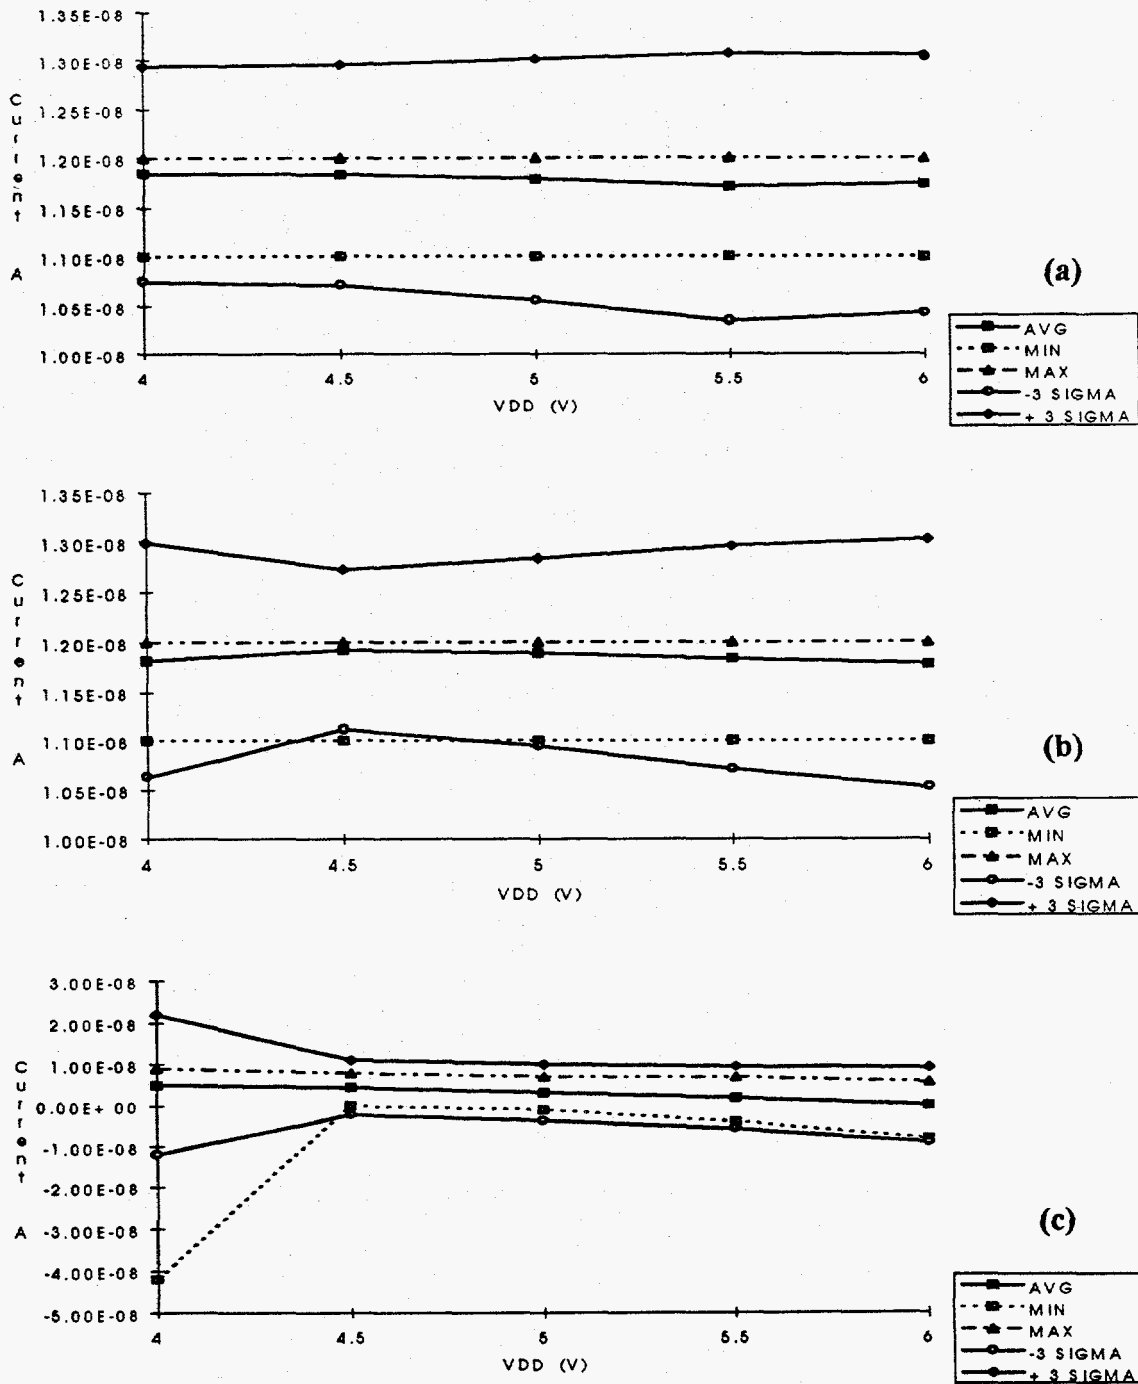 1.35E-08
1.30E-08
1.25E-08
1.20E-08
1.15E-08
1.10E-08
1.05E-08
1.00E-08
Current A
4 4.5 5 5.5 6
VDD (V)
(a)
AVG
MIN
MAX
-3 SIGMA
+ 3 SIGMA
1.35E-08
1.30E-08
1.25E-08
1.20E-08
1.15E-08
1.10E-08
1.05E-08
1.00E-08
Current A
4 4.5 5 5.5 6
VDD (V)
(b)
AVG
MIN
MAX
-3 SIGMA
+ 3 SIGMA
3.00E-08
2.00E-08
1.00E-08
0.00E+ 00
-1.00E-08
-2.00E-08
-3.00E-08
-4.00E-08
-5.00E-08
Current A
4 4.5 5 5.5 6
VDD (V)
(c)
AVG
MIN
MAX
-3 SIGMA
+ 3 SIGMA